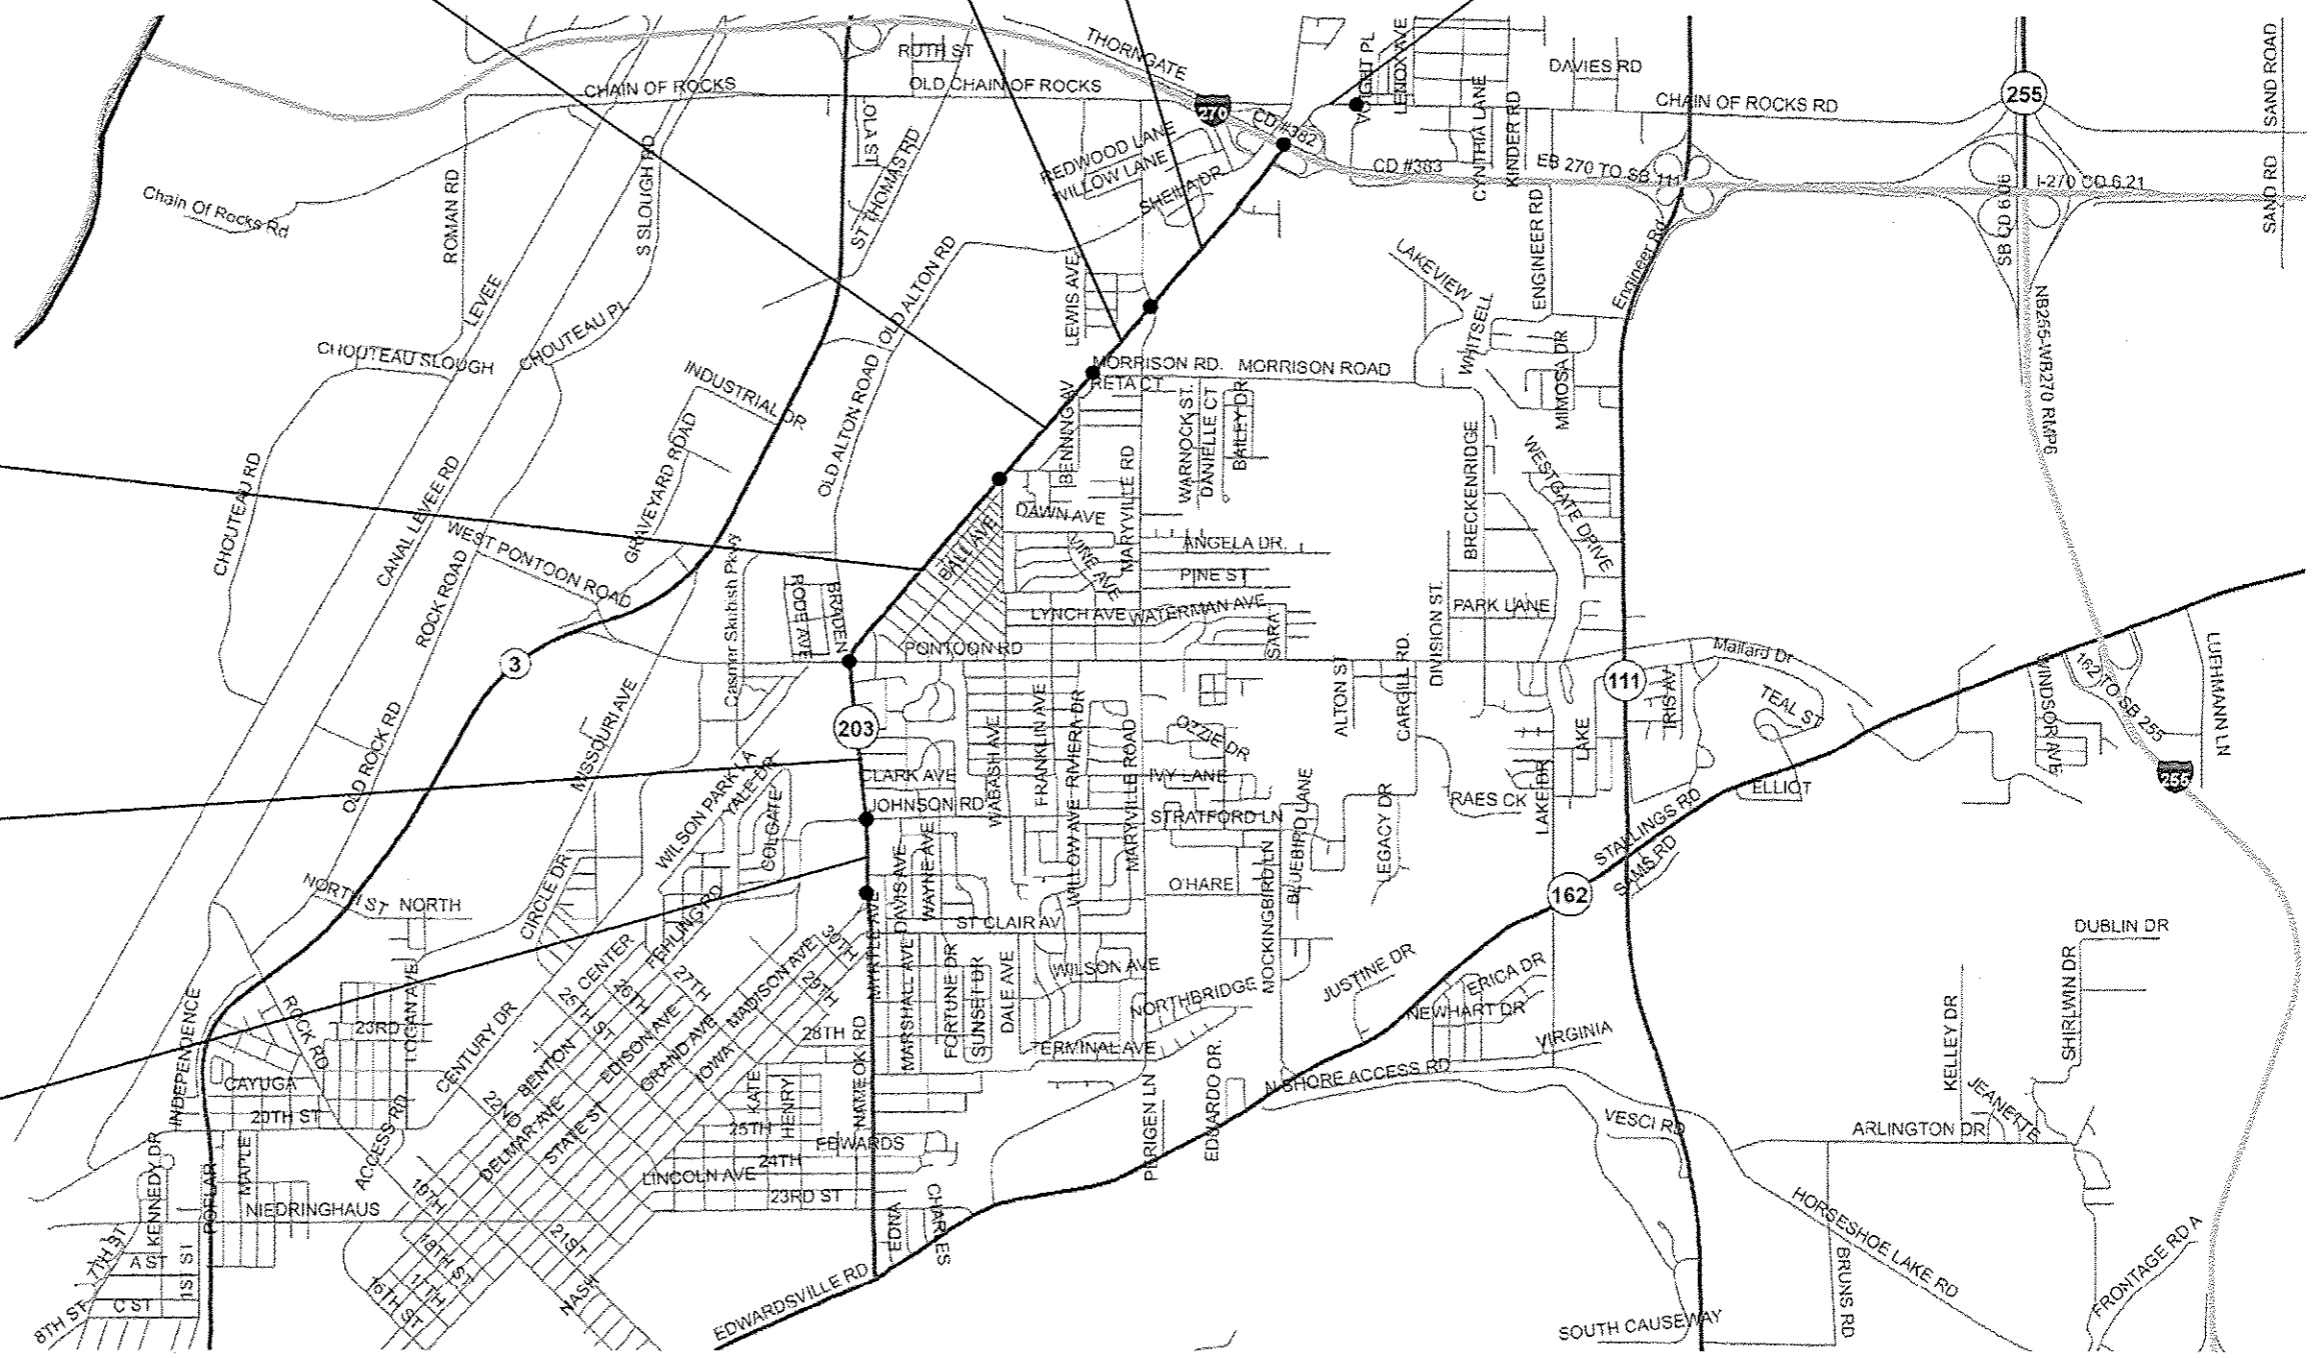 THORNGATE
RUTH ST
CHAIN OF ROCKS
OLD CHAIN OF ROCKS
LENOX AVE
DAVIES RD
CHAIN OF ROCKS RD
255
SAND ROAD
270
CD #382
LOLA ST
ST THOMAS RD
REDWOOD LANE
WILLOW LANE
SHEILA DR
CD #383
CYNTHIA LANE
KINDER RD
EB 270 TO SB 111
I-270 CD 6.21
SAND RD
Chain Of Rocks Rd
ROMAN RD
S SLOUGH RD
LEVEE
CHOUTEAU SLOUGH
CHOUTEAU PL
OLD ALTON RD
OLD ALTON ROAD
LEWIS AVE
LAKEVIEW
ENGINEER RD
Engineer Rd
WHITSELL
MIMOSA DR
NB255-WB270 RMP6
INDUSTRIAL DR
MORRISON RD.
MORRISON ROAD
RETA CT
BENNING AV
WARNOCK ST.
DANIELLE CT
BAILEY DR
BRECKENRIDGE
WESTGATE DRIVE
CHOUTEAU RD
CANAL LEVEE RD
GRAVEYARD ROAD
WEST PONTOON ROAD
ROCK ROAD
BALL AVE
DAWN AVE
VINE AVE
MARYVILLE RD
ANGELA DR.
PINE ST
RODE AVE
BRADEN
LYNCH AVE
WATERMAN AVE
SARA
DIVISION ST.
PARK LANE
PONTOON RD
3
203
111
Mallard Dr
TEAL ST
IRIS AV
WINDSOR AVE
162 TO SB 255
LUEHMANN LN
255
OLD ROCK RD
MISSOURI AVE
WABASH AVE
FRANKLIN AVE
RIVIERA DR
WILLOW AVE
MARYVILLE ROAD
OZZIE DR
ALTON S
CARGILL RD.
LAKE
CLARK AVE
IVY LANE
JOHNSON RD
STRATFORD LN
BLUEBIRD LANE
LEGACY DR
RAES CK
LAKE DR
ELLIOT
STALLINGS RD
SAMS RD
162
WILSON PARK LA
YALE DR
COLGATE
NORTH ST
NORTH
CIRCLE DR
DAVIS AVE
WAYNE AVE
O'HARE
MOCKINGBIRD LN
ST CLAIR AV
MYRTLE AVE
CENTER
FEHLING RD
27TH
26TH
25TH ST
MADISON AVE
30TH
29TH
28TH
MARSHALL AVE
FORTUNE DR
SUNSET DR
DALE AVE
WILSON AVE
NORTHBRIDGE
JUSTINE DR
ERICA DR
NEWHART DR
VIRGINIA
DUBLIN DR
SHIRLWIN DR
KELLEY DR
INDEPENDENCE
ROCK RD
23RD
LOGAN AVE
CENTURY DR
BENTON
EDISON AVE
GRAND AVE
IOWA
NAMEOKI RD
TERMINAL AVE
N SHORE ACCESS RD
CAYUGA
20TH ST
22ND
DELMAR AVE
STATE ST
KATE
HENRY
25TH
EDWARDS
24TH
LINCOLN AVE
23RD ST
PERIGEN LN
EDUARDO DR.
VESCI RD
JEANETTE
ARLINGTON DR
ACCESS RD
KENNEDY DR
POPLAR
MAPLE
NIEDRINGHAUS
19TH
21ST
18TH ST
17TH
16TH ST
NASH
EDNA
CHARLES
7TH ST
8TH ST
A ST
C ST
1ST ST
EDWARDSVILLE RD
HORSESHOE LAKE RD
BRUNS RD
SOUTH CAUSEWAY
FRONTAGE RD A